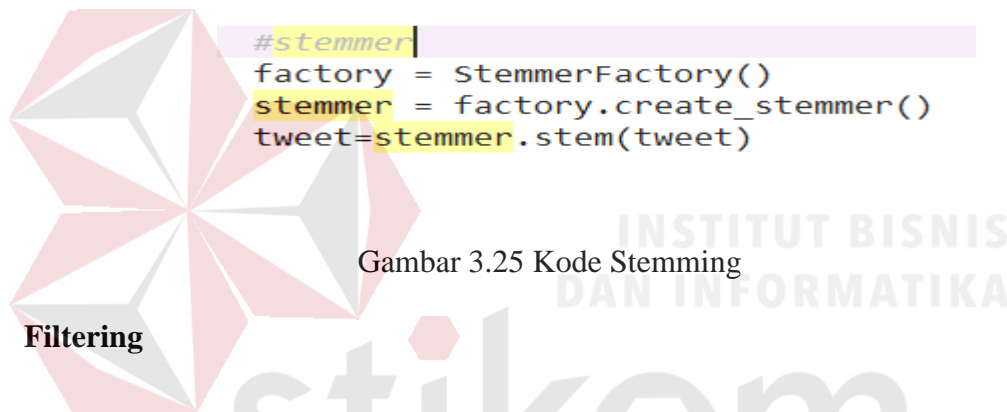 #stemmer
factory = StemmerFactory()
stemmer = factory.create_stemmer()
tweet=stemmer.stem(tweet)
INSTITUT BISNIS
Gambar 3.25 Kode Stemming
DAN INFORMATIKA
Filtering
stikom